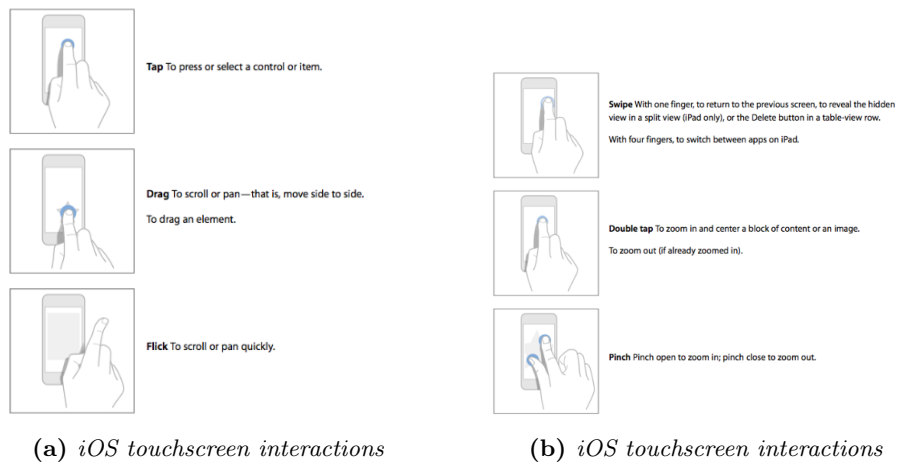 Tap To press or select a control or item.
Drag To scroll or pan—that is, move side to side.
To drag an element.
Flick To scroll or pan quickly.
(a) iOS touchscreen interactions
Swipe With one finger, to return to the previous screen, to reveal the hidden
view in a split view (iPad only), or the Delete button in a table-view row.
With four fingers, to switch between apps on iPad.
Double tap To zoom in and center a block of content or an image.
To zoom out (if already zoomed in).
Pinch Pinch open to zoom in; pinch close to zoom out.
(b) iOS touchscreen interactions